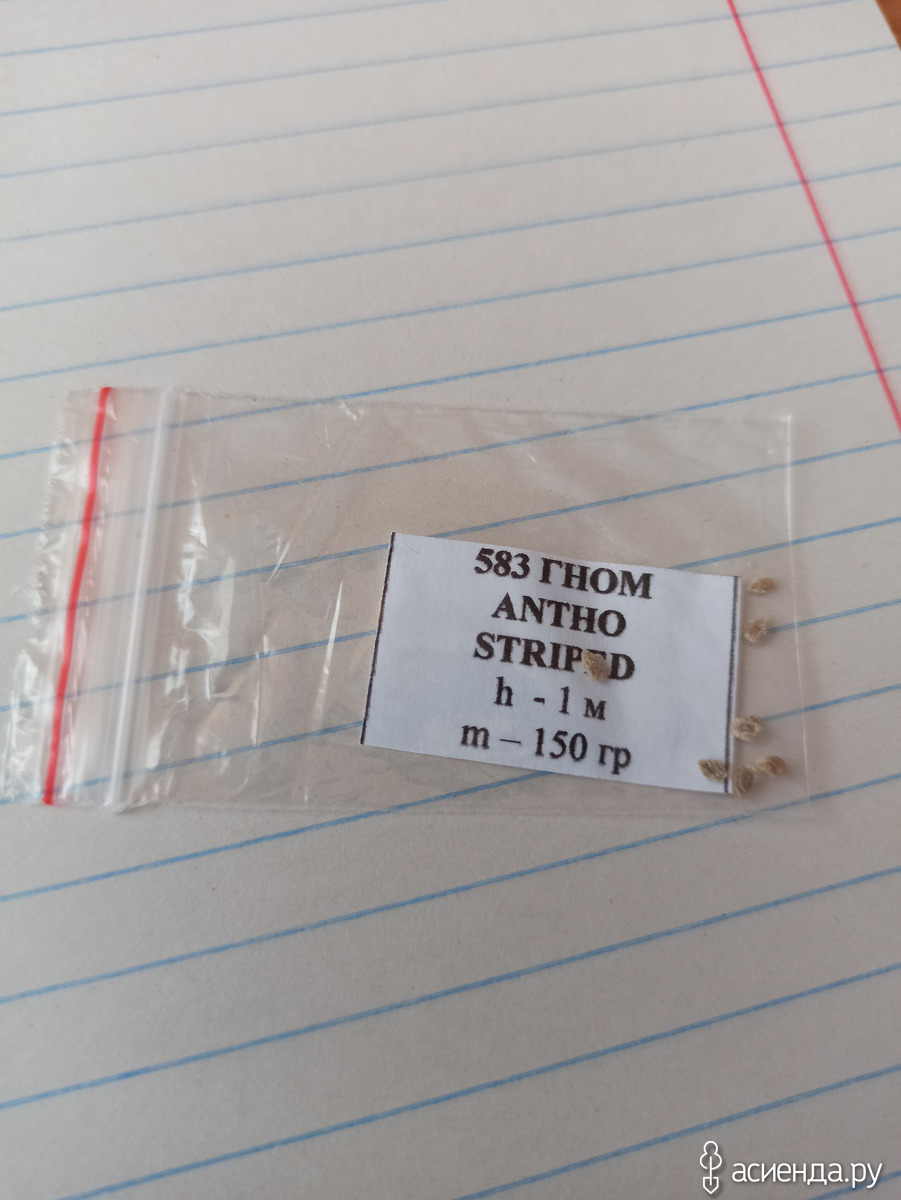 583 ГНОМ
ANTHO
STRIPED
h - 1 м
m – 150 гр
асиенда.ру